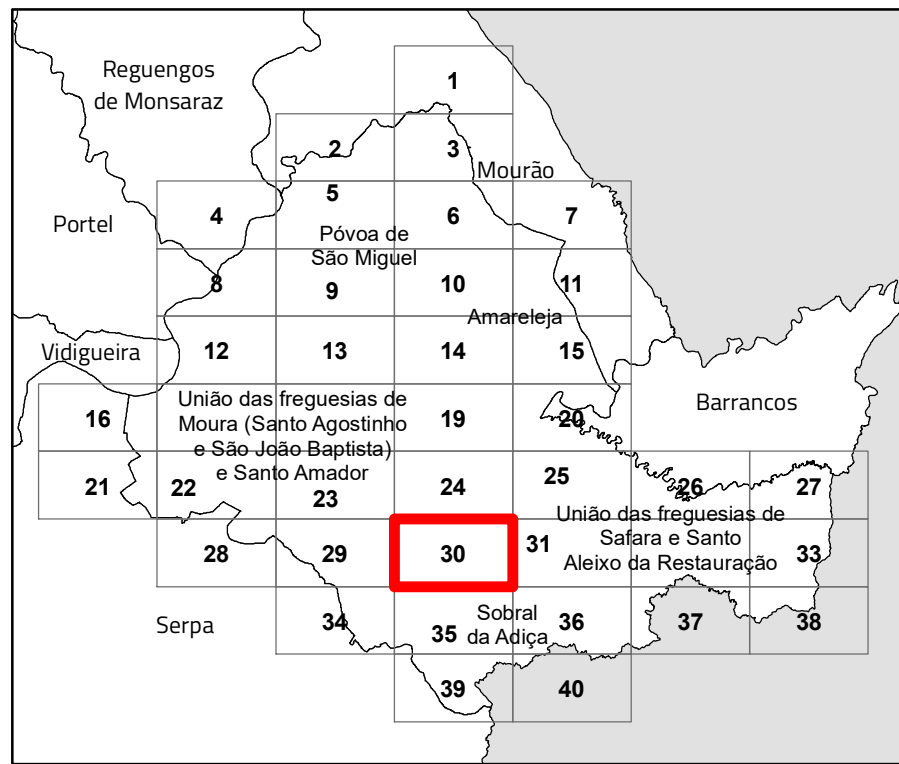 Reguengos
de Monsaraz
1
2
3
Mourão
4
5
6
7
Portel
Póvoa de
São Miguel
8
9
10
11
Amareleja
Vidigueira
12
13
14
15
16
União das freguesias de
Moura (Santo Agostinho
e São João Baptista)
e Santo Amador
19
20
Barrancos
21
22
23
24
25
26
27
União das freguesias de
Safara e Santo
Aleixo da Restauração
28
29
30
31
33
Serpa
34
35
Sobral
da Adiça
36
37
38
39
40